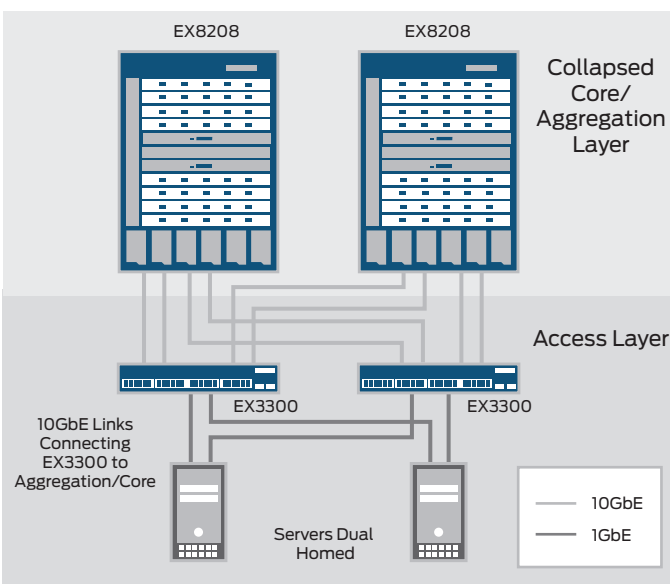 EX8208
EX8208
Collapsed
Core/
Aggregation
Layer
Access Layer
EX3300
EX3300
10GbE Links
Connecting
EX3300 to
Aggregation/Core
Servers Dual
Homed
10GbE
1GbE